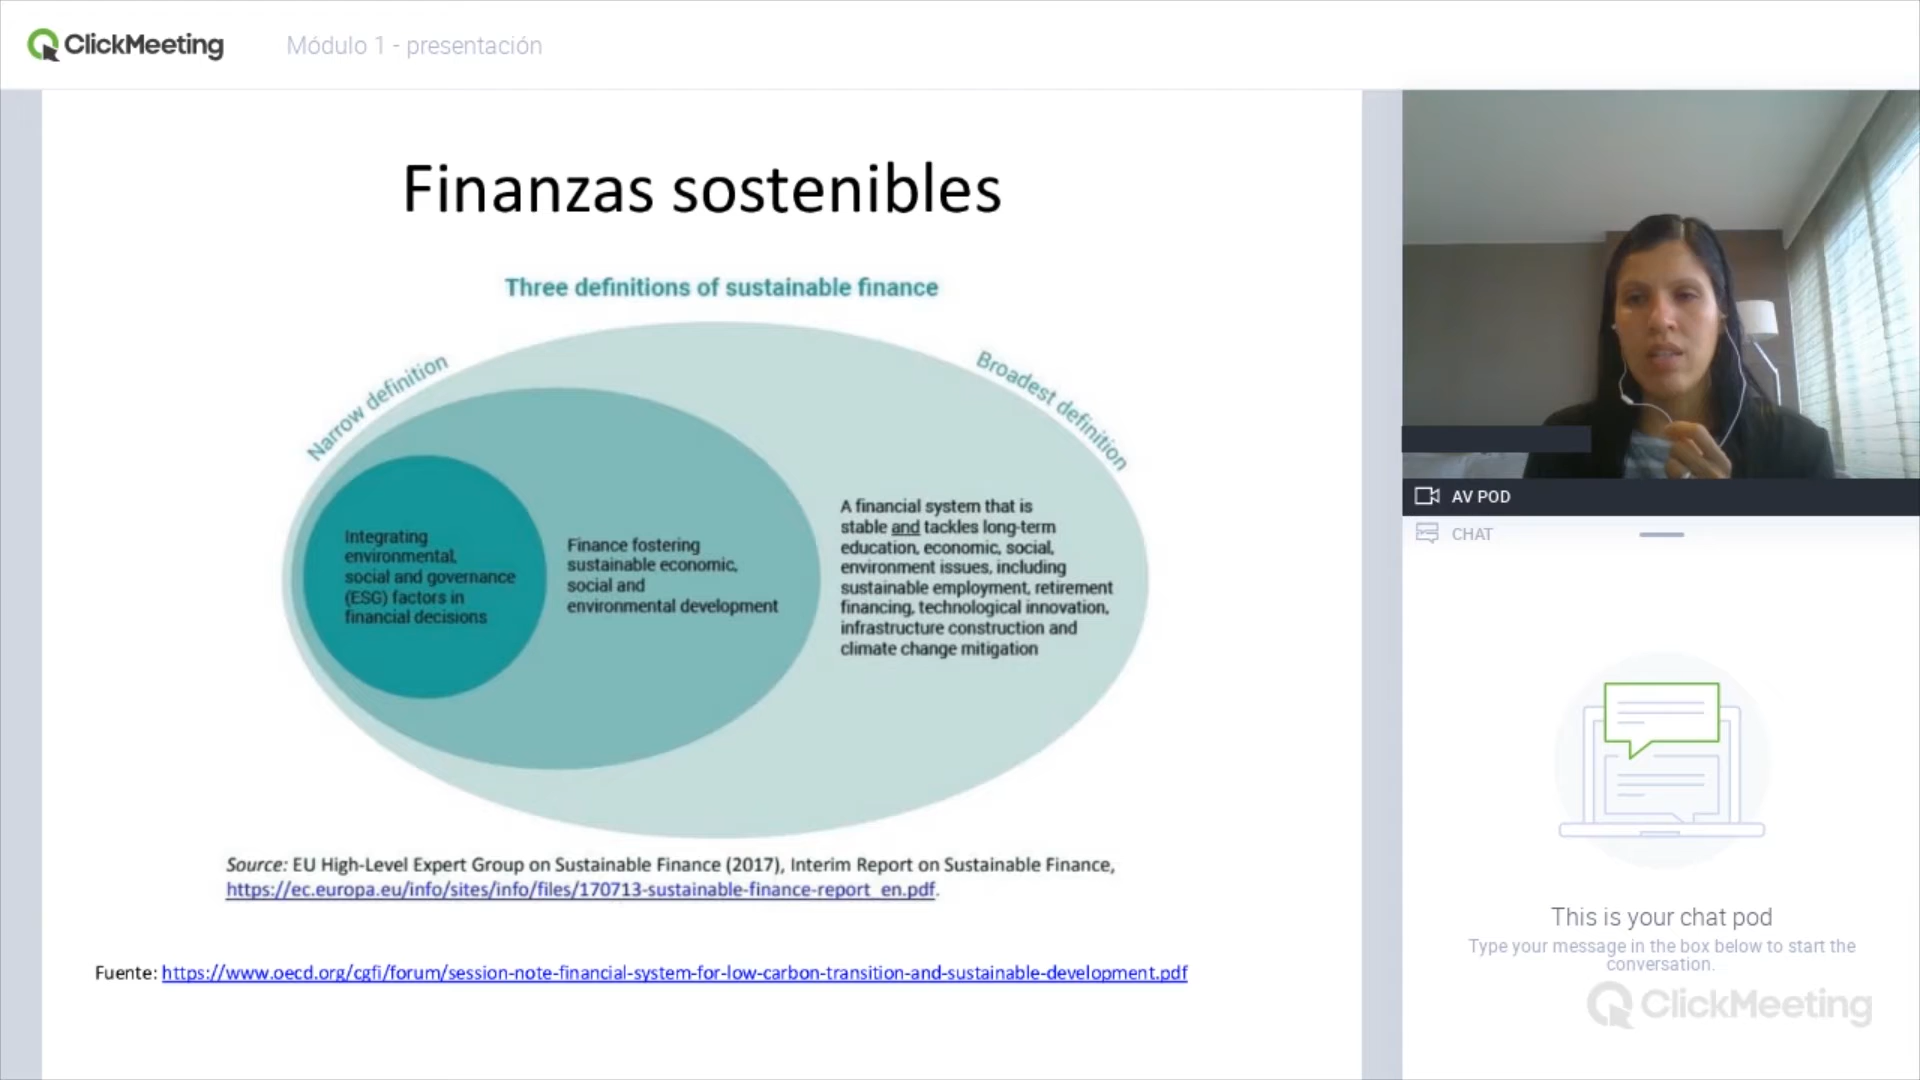 ClickMeeting
Módulo 1 - presentación
Finanzas sostenibles
Three definitions of sustainable finance
Narrow definition
Broadest definition
Integrating
environmental,
social and governance
(ESG) factors in
financial decisions
Finance fostering
sustainable economic,
social and
environmental development
A financial system that is
stable and tackles long-term
education, economic, social,
environment issues, including
sustainable employment, retirement
financing, technological innovation,
infrastructure construction and
climate change mitigation
Source: EU High-Level Expert Group on Sustainable Finance (2017), Interim Report on Sustainable Finance,
https://ec.europa.eu/info/sites/info/files/170713-sustainable-finance-report_en.pdf.
Fuente: https://www.oecd.org/cgfi/forum/session-note-financial-system-for-low-carbon-transition-and-sustainable-development.pdf
AV POD
CHAT
This is your chat pod
Type your message in the box below to start the
conversation.
ClickMeeting